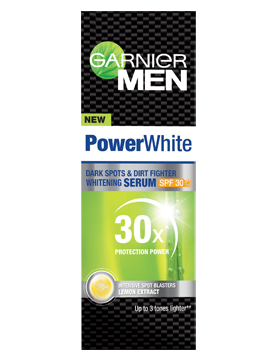 GARNIER
MEN
NEW
PowerWhite
DARK SPOTS & DIRT FIGHTER
WHITENING SERUM SPF 30
30x
PROTECTION POWER
INTENSIVE SPOT BLASTERS
LEMON EXTRACT
Up to 3 tones lighter**